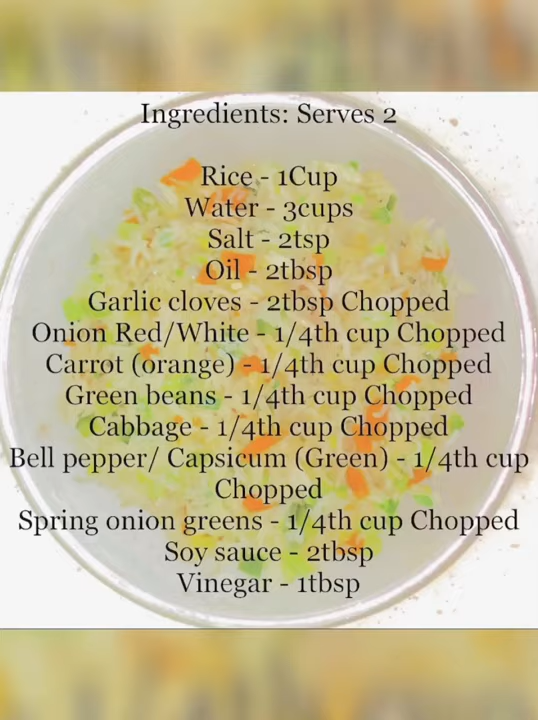 Ingredients: Serves 2
Rice - 1Cup
Water - 3cups
Salt - 2tsp
Oil - 2tbsp
Garlic cloves - 2tbsp Chopped
Onion Red/White - 1/4th cup Chopped
Carrot (orange) - 1/4th cup Chopped
Green beans - 1/4th cup Chopped
Cabbage - 1/4th cup Chopped
Bell pepper/ Capsicum (Green) - 1/4th cup
Chopped
Spring onion greens - 1/4th cup Chopped
Soy sauce - 2tbsp
Vinegar - 1tbsp